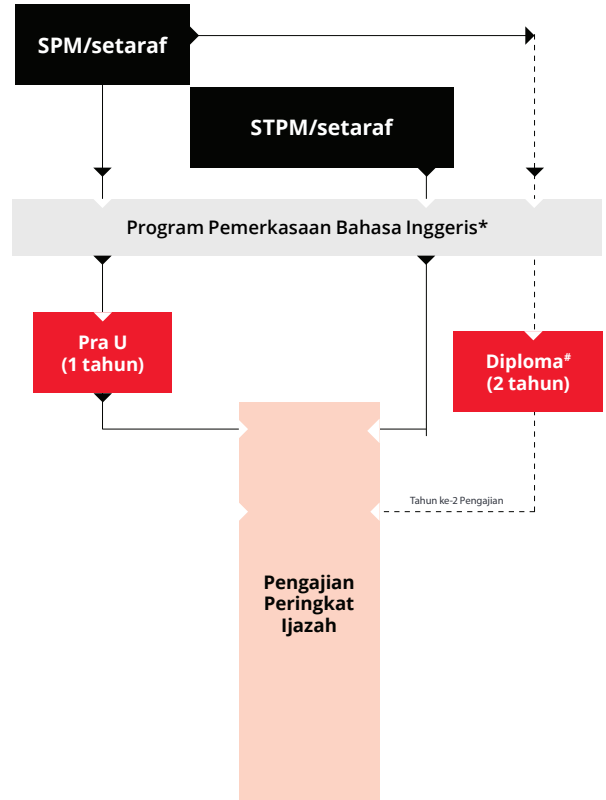 SPM/setaraf
STPM/setaraf
Program Pemerkasaan Bahasa Inggeris*
Pra U
(1 tahun)
Diploma#
(2 tahun)
Tahun ke-2 Pengajian
Pengajian
Peringkat
Ijazah